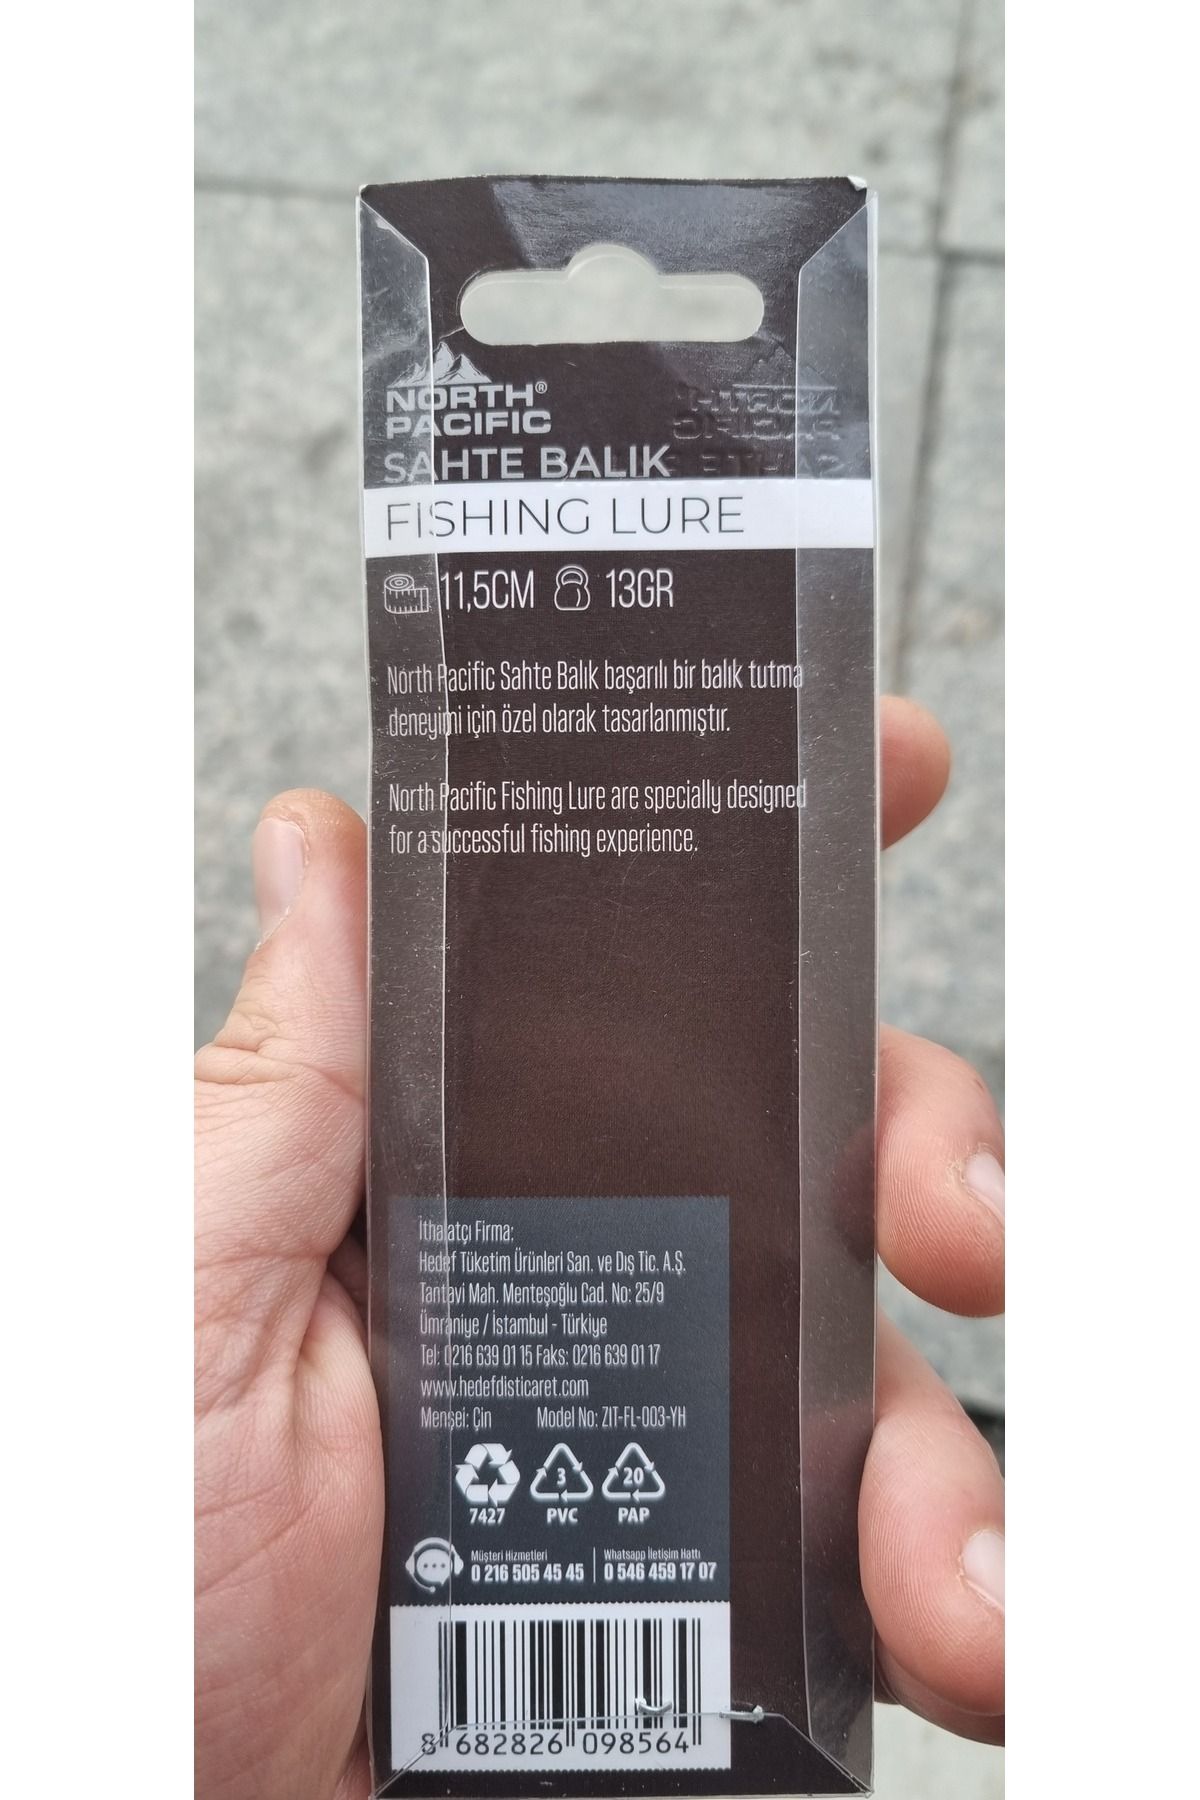 NORTH®
PACIFIC
SAHTE BALIK
FISHING LURE
11,5CM 13GR
North Pacific Sahte Balık başarılı bir balık tutma
deneyimi için özel olarak tasarlanmıştır.
North Pacific Fishing Lure are specially designed
for a successful fishing experience.
İthalatçı Firma:
Hedef Tüketim Ürünleri San. ve Dış Tic. A.Ş.
Tantavi Mah. Menteşoğlu Cad. No: 25/9
Ümraniye / İstanbul - Türkiye
Tel: 0216 639 01 15 Faks: 0216 639 01 17
www.hedefdisticaret.com
Menşei: Çin Model No: ZIT-FL-003-YH
3 20
7427 PVC PAP
Müşteri Hizmetleri Whatsapp İletişim Hattı
0 216 505 45 45 0 546 459 17 07
8 682826 098564